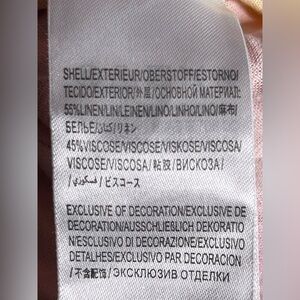 SHELL/EXTERIEUR/OBERSTOFF/ESTORNO/
TECIDO/EXTERIOR/外层/ОСНОВНОЙ МАТЕРИАЛ:
55%LINEN/LIN/LEINEN/LINO/LINHO/LINO/麻布/
БЕЛЬЕ/كتان/リネン
45%VISCOSE/VISCOSE/VISKOSE/VISCOSA/
VISCOSE/VISCOSA/粘胶/ВИСКОЗА/
/فسكوزي/ビスコース
EXCLUSIVE OF DECORATION/EXCLUSIVE DE
DECORATION/AUSSCHLIESLICH DEKORATIO
N/ESCLUSIVO DI DECORAZIONE/EXCLUSIVO
DETALHES/EXCLUSIVO PAR DECORACION
/不含配饰/ЭКСКЛЮЗИВ ОТДЕЛКИ